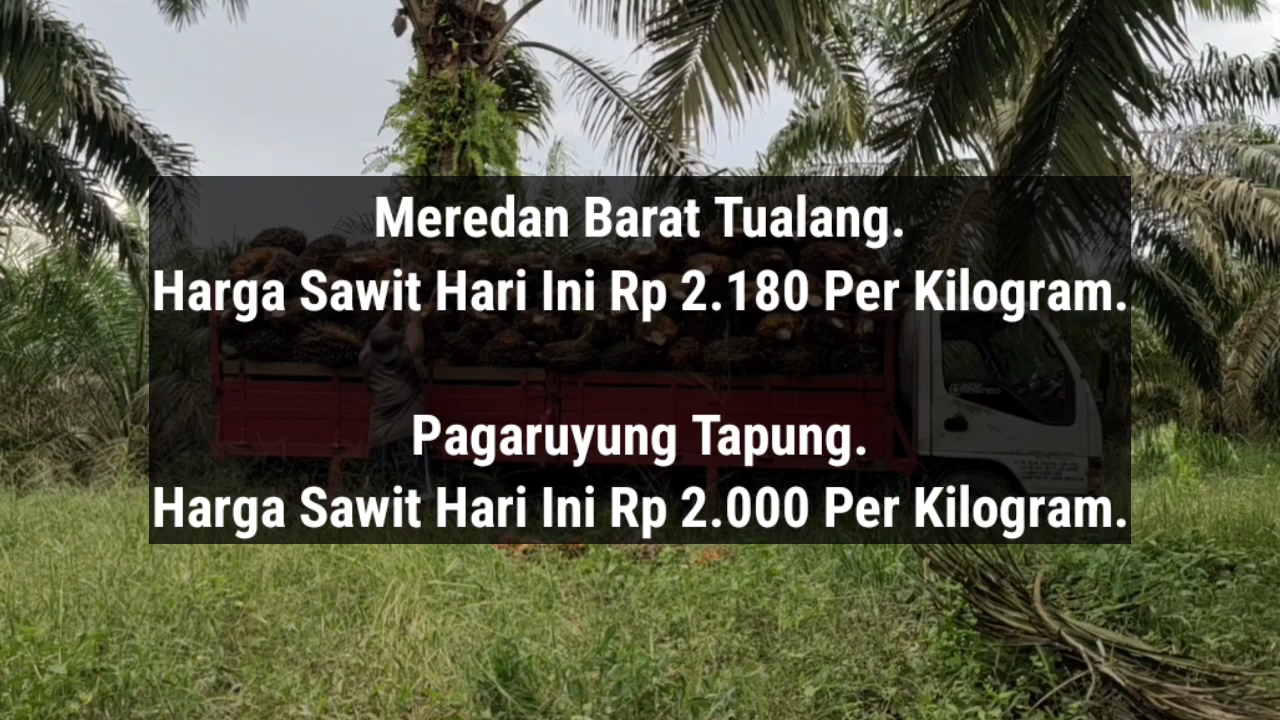 Meredan Barat Tualang.
Harga Sawit Hari Ini Rp 2.180 Per Kilogram.
Pagaruyung Tapung.
Harga Sawit Hari Ini Rp 2.000 Per Kilogram.